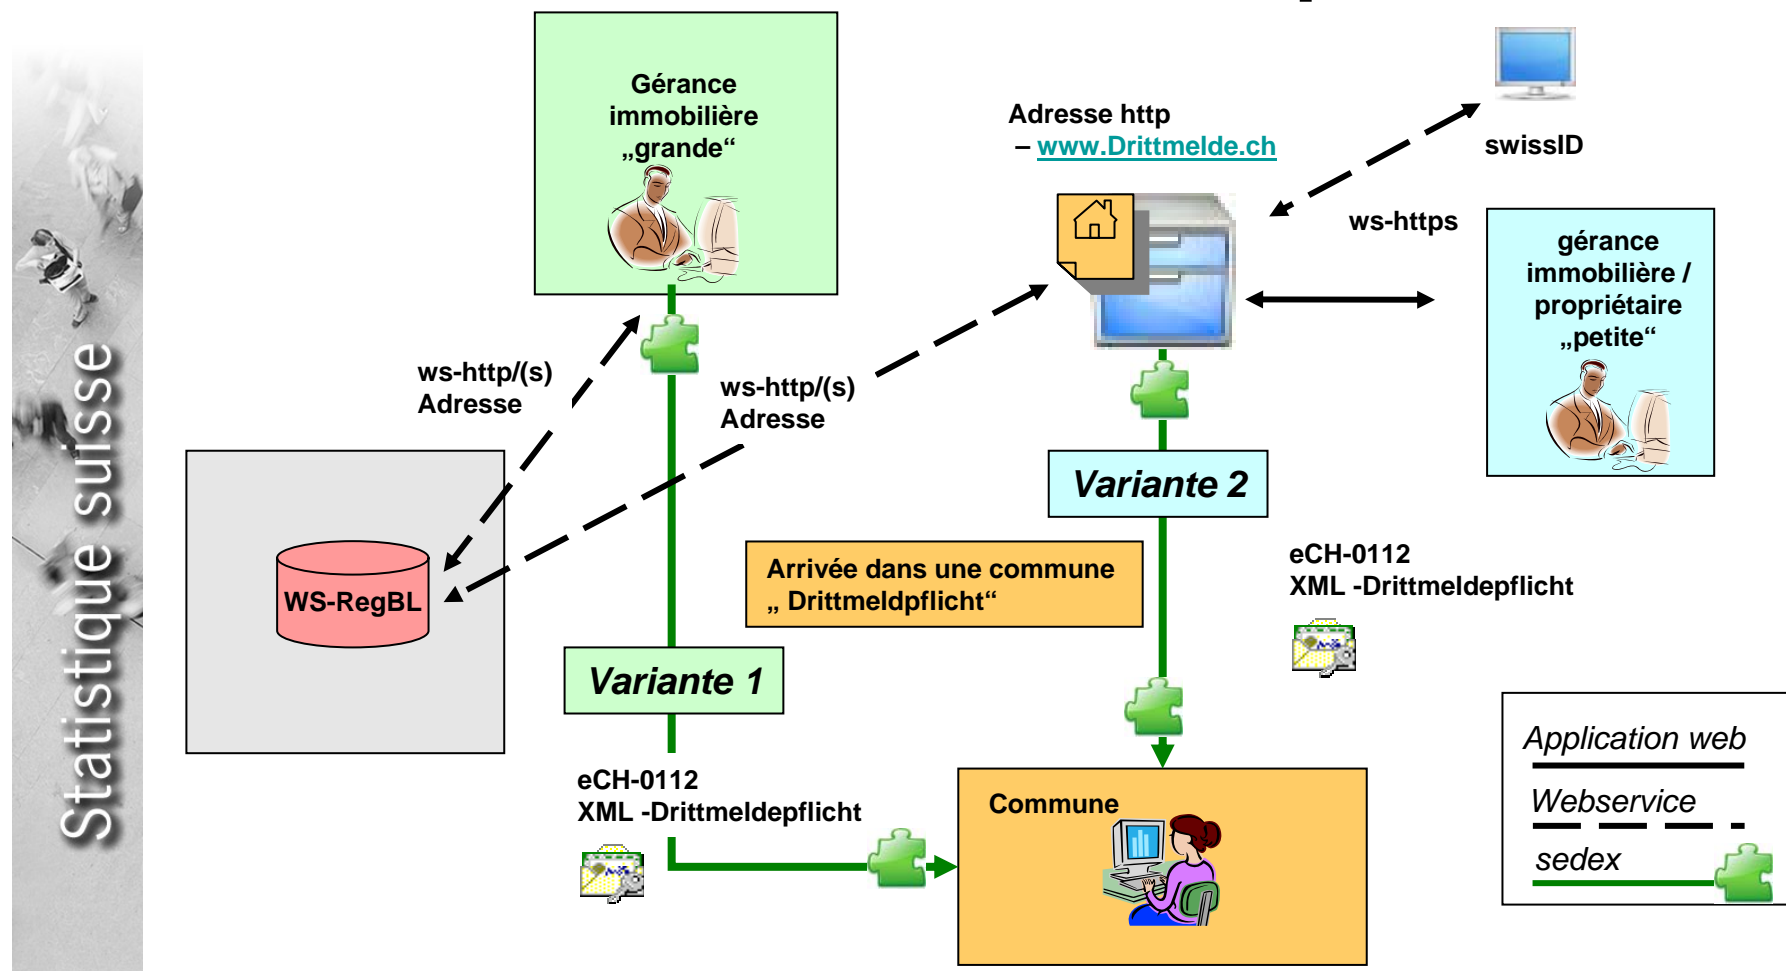 Statistique suisse
Gérance
immobilière
„grande“
Adresse http
– www.Drittmelde.ch
swissID
ws-https
gérance
immobilière /
propriétaire
„petite“
ws-http/(s)
Adresse
ws-http/(s)
Adresse
Variante 2
WS-RegBL
Arrivée dans une commune
„ Drittmeldpflicht“
eCH-0112
XML -Drittmeldepflicht
Variante 1
eCH-0112
XML -Drittmeldepflicht
Commune
Application web
Webservice
sedex